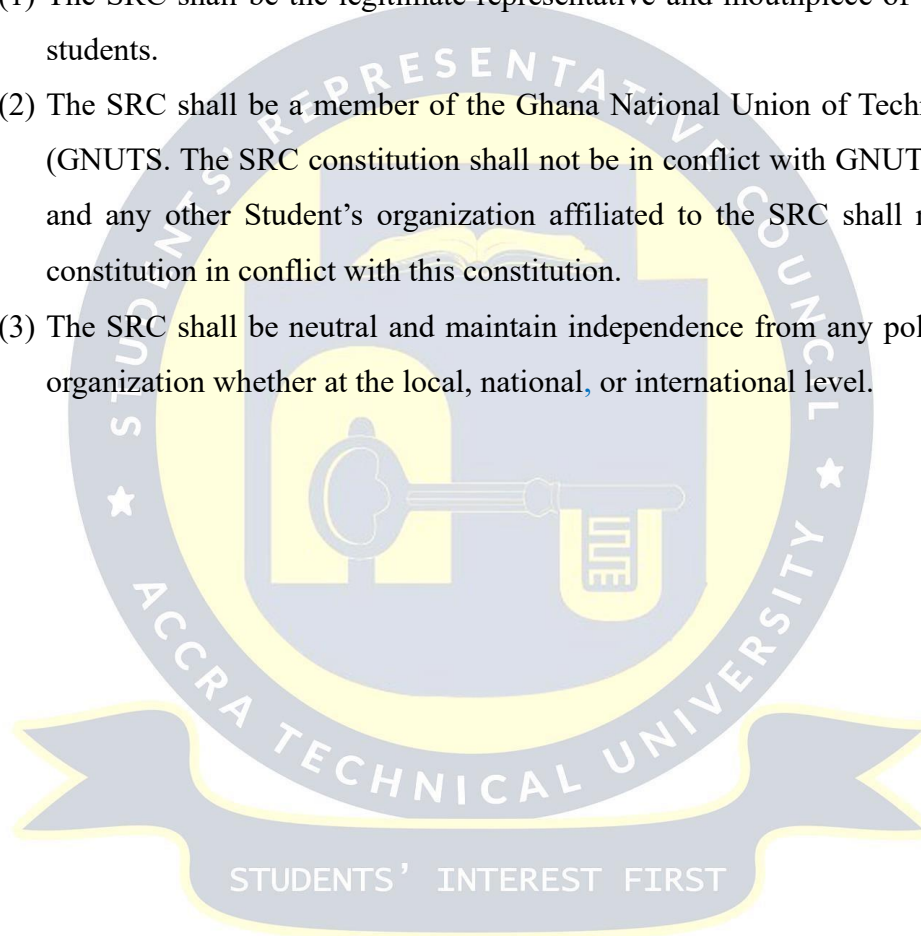 (1) The SRC shall be the legitimate representative and mouthpiece of
students.
(2) The SRC shall be a member of the Ghana National Union of
(GNUTS. The SRC constitution shall not be in conflict with
and any other Student’s organization affiliated to the SRC shall
constitution in conflict with this constitution.
(3) The SRC shall be neutral and maintain independence from any
organization whether at the local, national, or international level.
STUDENTS’ REPRESENTATIVE COUNCIL
ACCRA TECHNICAL UNIVERSITY
STUDENTS’ INTEREST FIRST